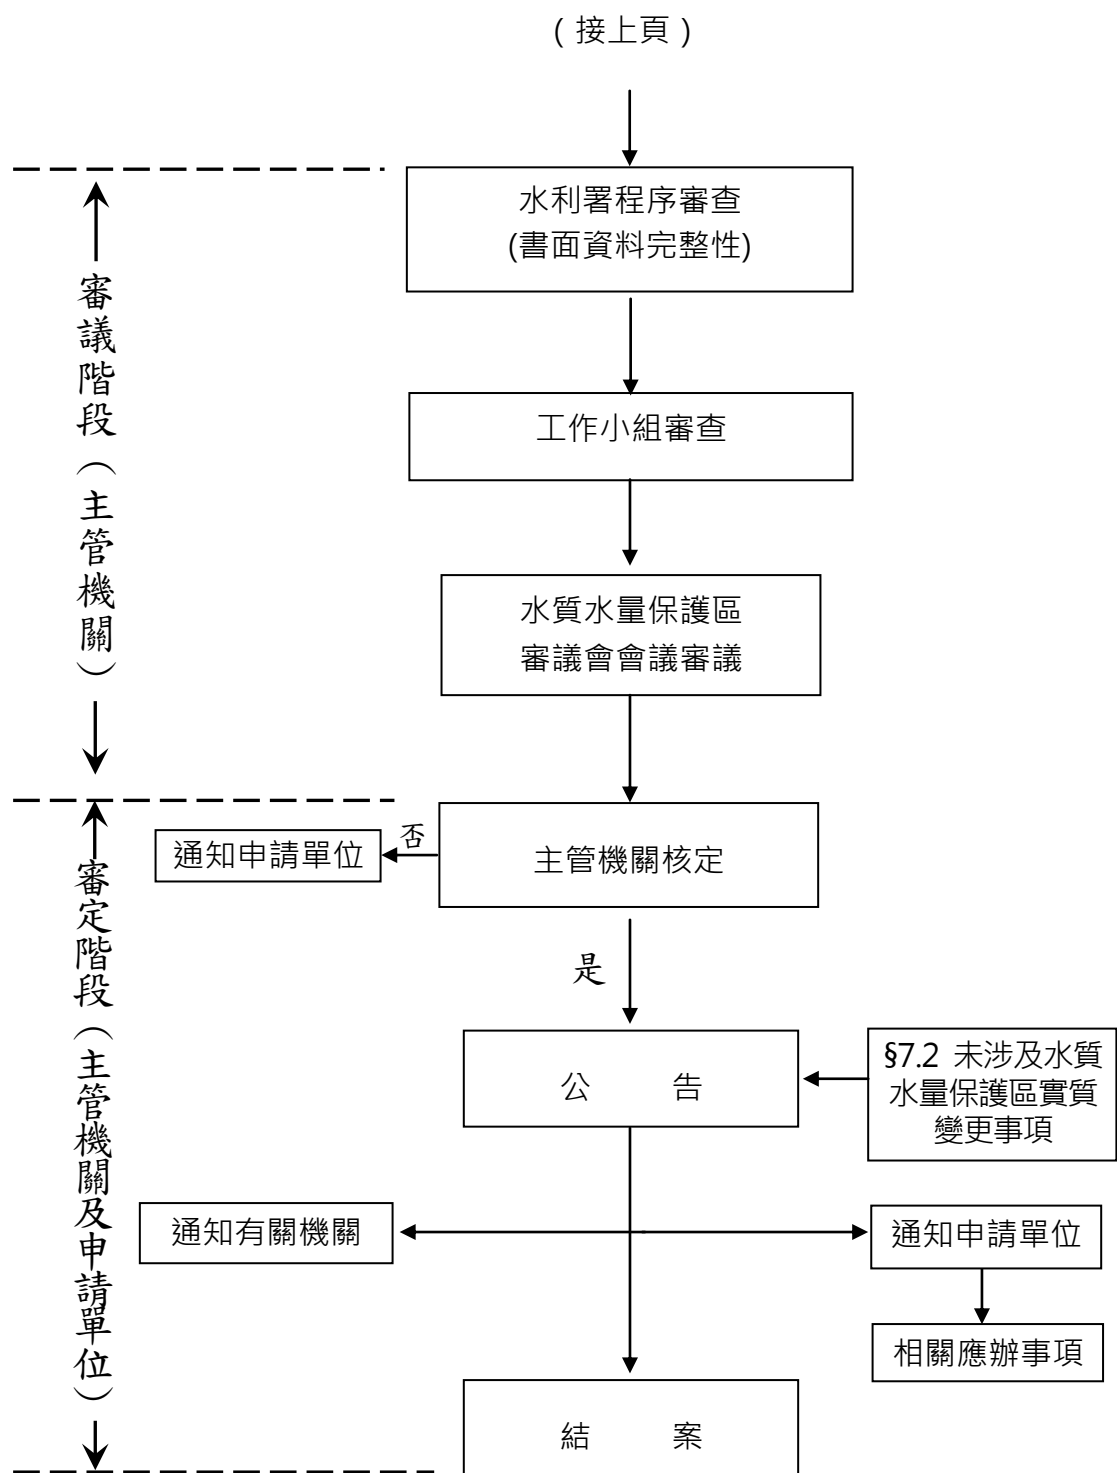 （接上頁）
水利署程序審查
(書面資料完整性)
審議階段（主管機關）
工作小組審查
水質水量保護區
審議會會議審議
主管機關核定
否
通知申請單位
審定階段（主管機關及申請單位）
是
公 告
§7.2 未涉及水質
水量保護區實質
變更事項
通知有關機關
通知申請單位
相關應辦事項
結 案